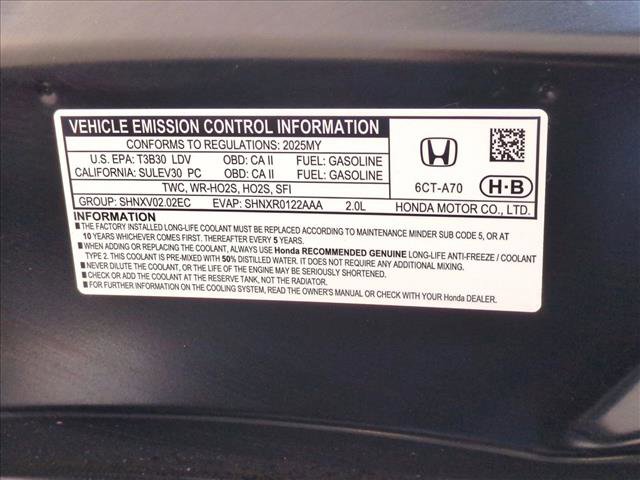 VEHICLE EMISSION CONTROL INFORMATION
CONFORMS TO REGULATIONS: 2025MY
U.S. EPA: T3B30 LDV OBD: CA II FUEL: GASOLINE
CALIFORNIA: SULEV30 PC OBD: CA II FUEL: GASOLINE
TWC, WR-HO2S, HO2S, SFI
GROUP: SHNXV02.02EC EVAP: SHNXR0122AAA 2.0L
6CT-A70
H·B
HONDA MOTOR CO., LTD.
INFORMATION
■THE FACTORY INSTALLED LONG-LIFE COOLANT MUST BE REPLACED ACCORDING TO MAINTENANCE MINDER SUB CODE 5, OR AT
10 YEARS WHICHEVER COMES FIRST. THEREAFTER EVERY 5 YEARS.
■WHEN ADDING OR REPLACING THE COOLANT, ALWAYS USE Honda RECOMMENDED GENUINE LONG-LIFE ANTI-FREEZE / COOLANT
TYPE 2. THIS COOLANT IS PRE-MIXED WITH 50% DISTILLED WATER. IT DOES NOT REQUIRE ANY ADDITIONAL MIXING.
■NEVER DILUTE THE COOLANT, OR THE LIFE OF THE ENGINE MAY BE SERIOUSLY SHORTENED.
■CHECK OR ADD THE COOLANT AT THE RESERVE TANK, NOT THE RADIATOR.
■FOR FURTHER INFORMATION ON THE COOLING SYSTEM, READ THE OWNER'S MANUAL OR CHECK WITH YOUR Honda DEALER.